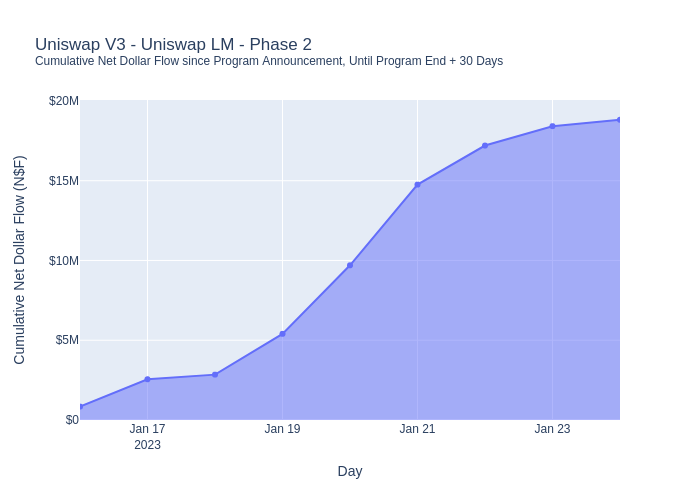 Uniswap V3 - Uniswap LM - Phase 2
Cumulative Net Dollar Flow since Program Announcement, Until Program End + 30 Days
Cumulative Net Dollar Flow (N$F)
$20M
$15M
$10M
$5M
$0
Jan 17
2023
Jan 19
Jan 21
Jan 23
Day